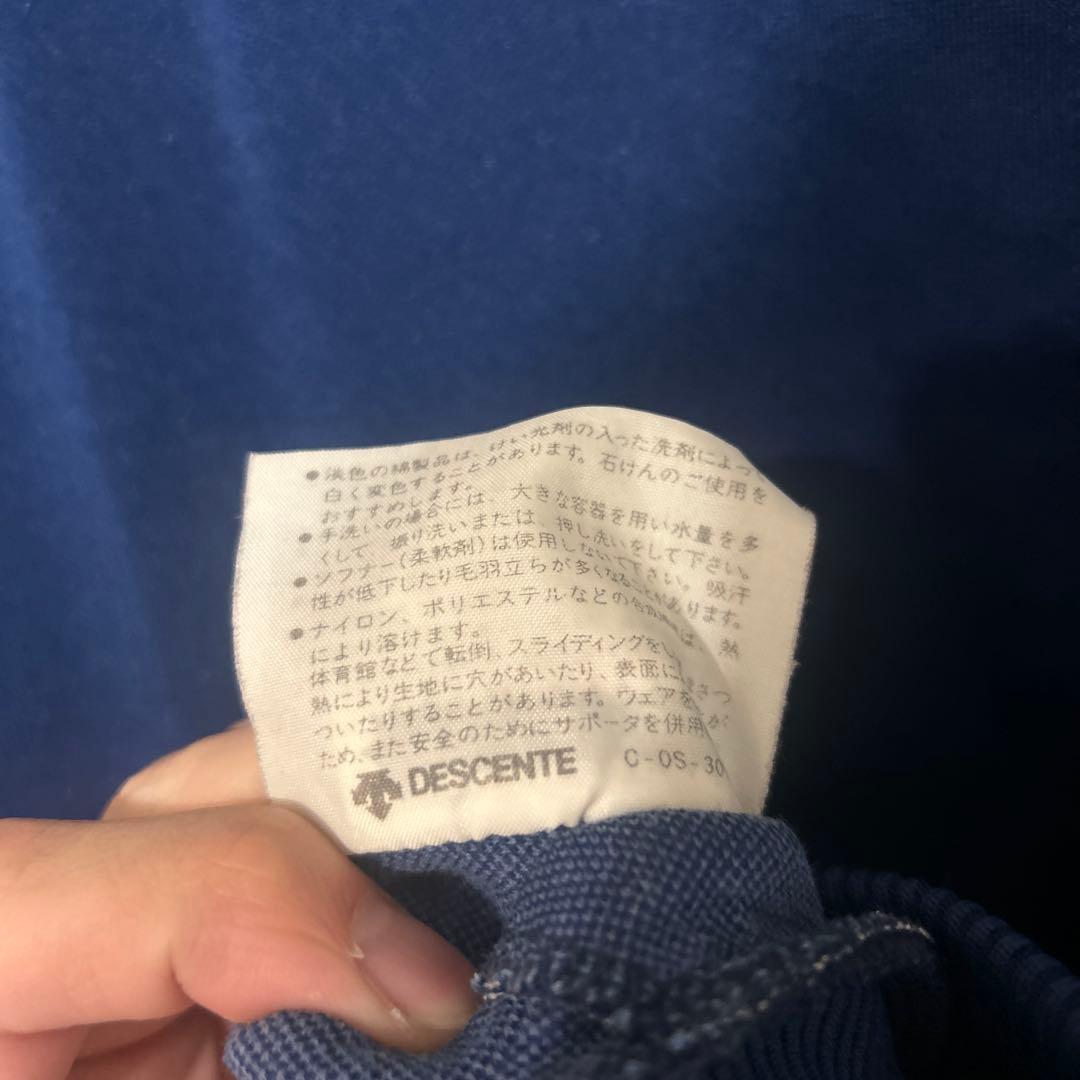 ●淡色の綿製品は、けい光剤の入った洗剤によって
白く変色することがあります。石けんのご使用を
おすすめします。
●手洗いの場合には、大きな容器を用い水量を多
くして、振り洗いまたは、押し洗いをして下さい。
●ソフナー(柔軟剤)は使用しないで下さい。吸汗
性が低下したり毛羽立ちが多くなることがあります。
●ナイロン、ポリエステルなどの合成繊維は、熱
により溶けます。
体育館などで転倒、スライディングをし
熱により生地に穴があいたり、表面にきず
ついたりすることがあります。ウェアを
ため、また安全のためにサポータを併用
DESCENTE C-OS-30